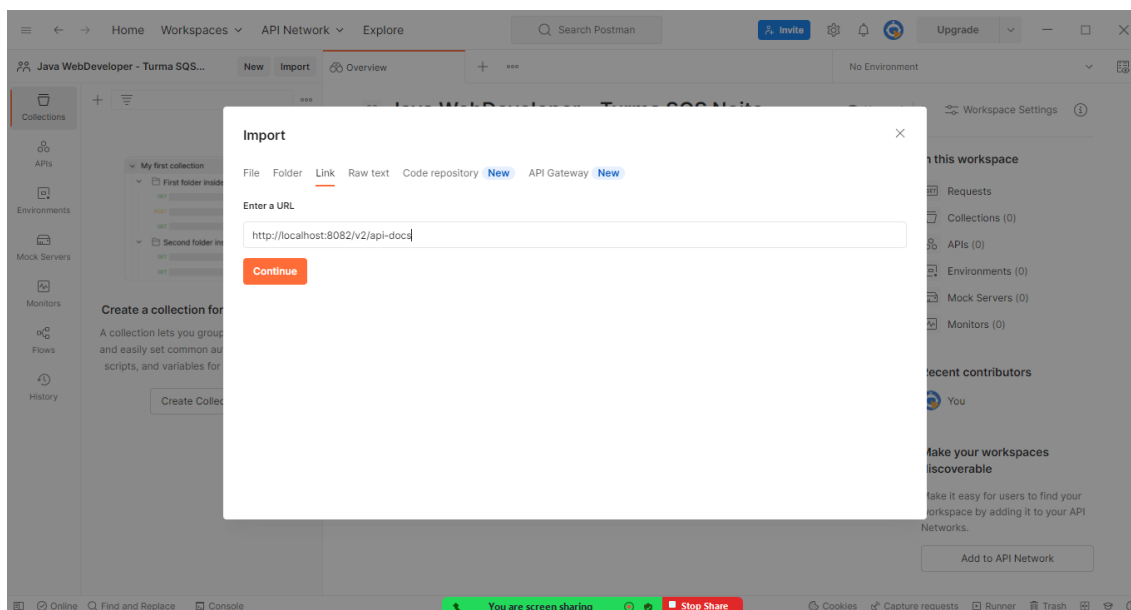 Home Workspaces API Network Explore Search Postman Invite Upgrade
Java WebDeveloper - Turma SQS... New Import Overview No Environment
Collections
APIs
Environments
Mock Servers
Monitors
Flows
History
My first collection
First folder inside
Second folder ins
Create a collection for
A collection lets you group
and easily set common au
scripts, and variables for
Create Collec
Java WebDeveloper - Turma SQS Noite
Import
File Folder Link Raw text Code repository New API Gateway New
Enter a URL
http://localhost:8082/v2/api-docs
Continue
Workspace Settings
n this workspace
Requests
Collections (0)
APIs (0)
Environments (0)
Mock Servers (0)
Monitors (0)
Recent contributors
You
Make your workspaces
discoverable
Make it easy for users to find your
workspace by adding it to your API
Networks.
Add to API Network
Online Find and Replace Console You are screen sharing Stop Share Cookies Capture requests Runner Trash